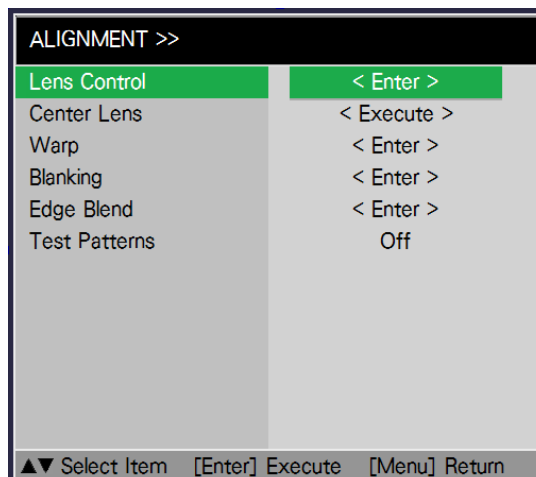 ALIGNMENT >>
Lens Control < Enter >
Center Lens < Execute >
Warp < Enter >
Blanking < Enter >
Edge Blend < Enter >
Test Patterns Off
▲▼ Select Item [Enter] Execute [Menu] Return